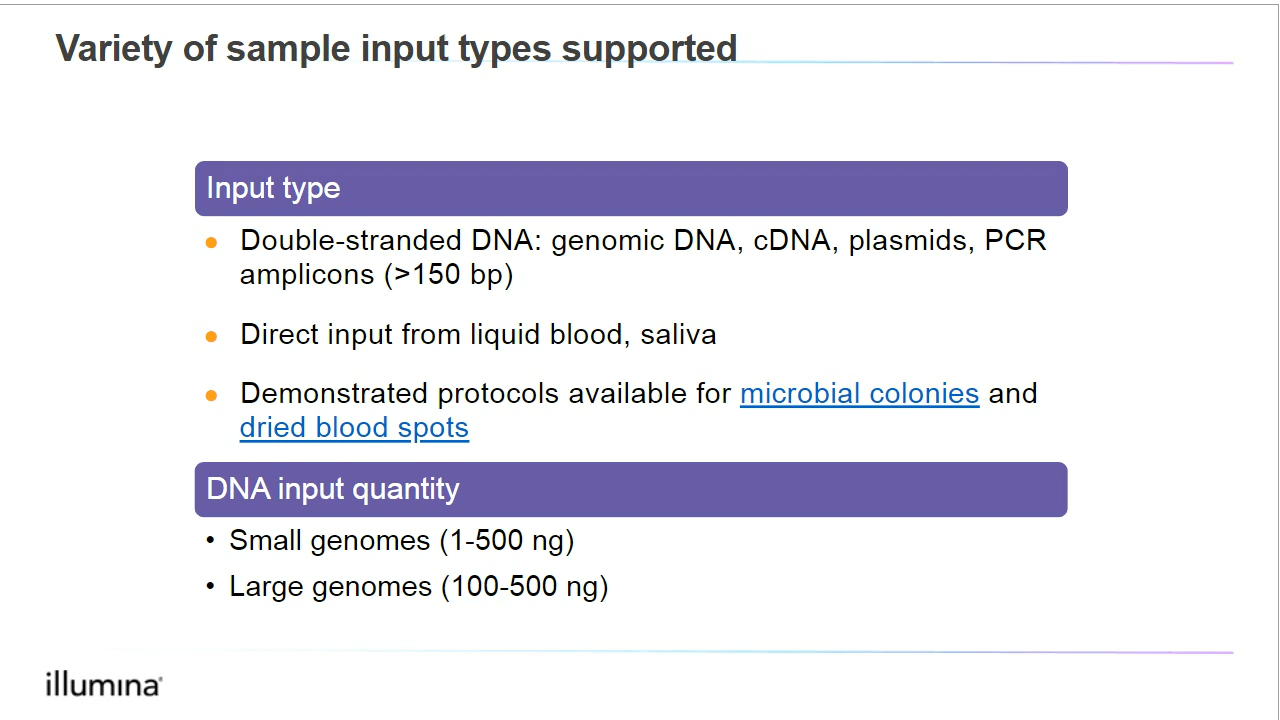 Variety of sample input types supported
Input type
● Double-stranded DNA: genomic DNA, cDNA, plasmids, PCR
amplicons (>150 bp)
● Direct input from liquid blood, saliva
● Demonstrated protocols available for microbial colonies and
dried blood spots
DNA input quantity
• Small genomes (1-500 ng)
• Large genomes (100-500 ng)
illumina®